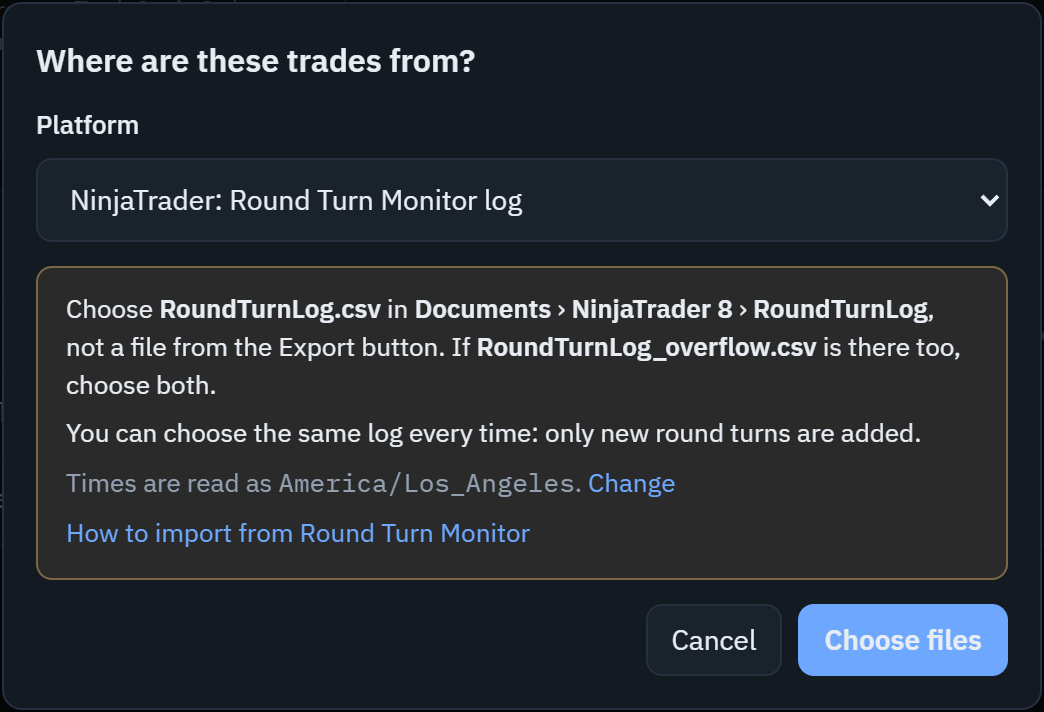 Where are these trades from?
Platform
NinjaTrader: Round Turn Monitor log
Choose RoundTurnLog.csv in Documents › NinjaTrader 8 › RoundTurnLog,
not a file from the Export button. If RoundTurnLog_overflow.csv is there too,
choose both.
You can choose the same log every time: only new round turns are added.
Times are read as America/Los_Angeles. Change
How to import from Round Turn Monitor
Cancel
Choose files